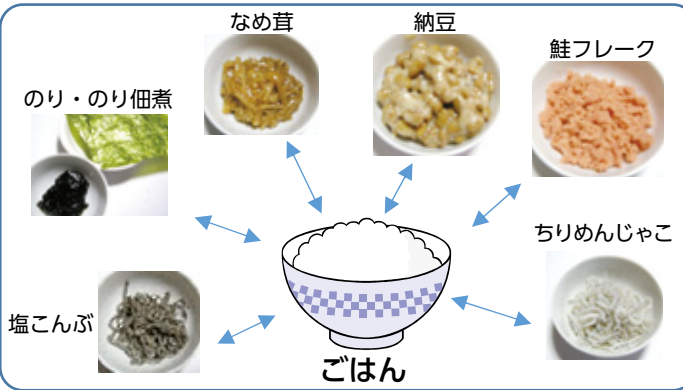 なめ茸
納豆
鮭フレーク
のり・のり佃煮
ちりめんじゃこ
塩こんぶ
ごはん